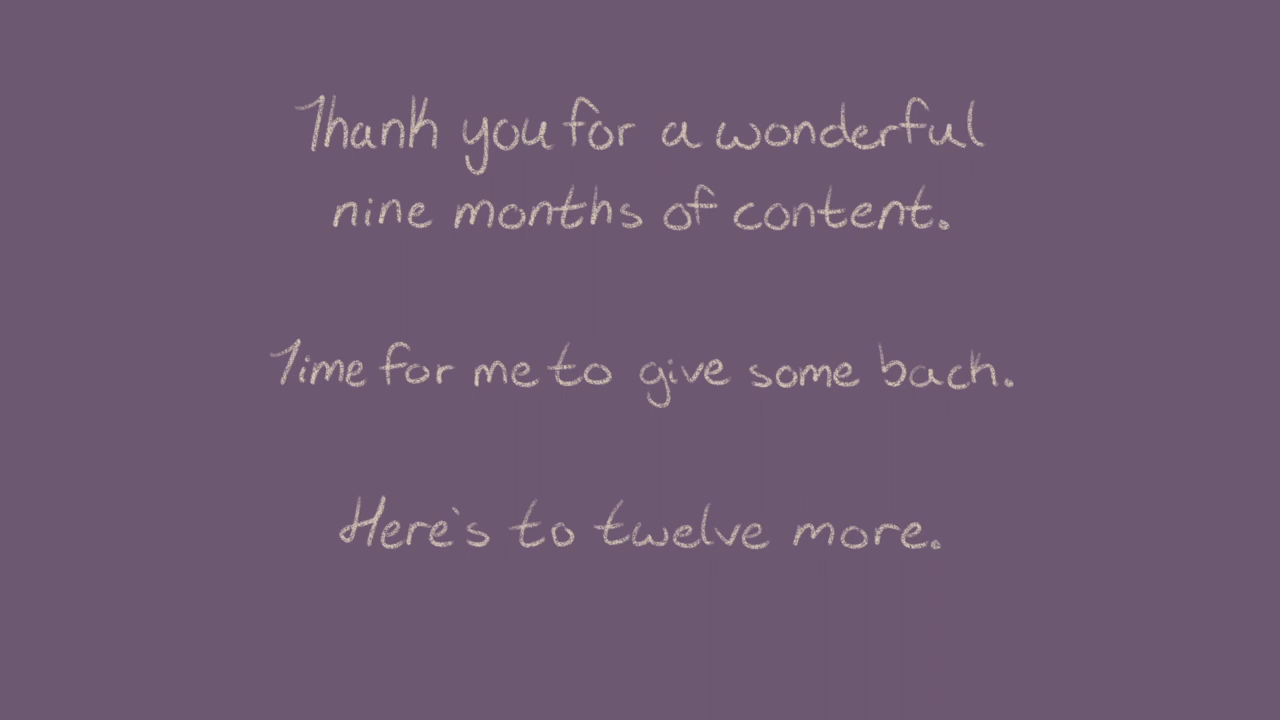 Thank you for a wonderful
nine months of content.
Time for me to give some back.
Here's to twelve more.